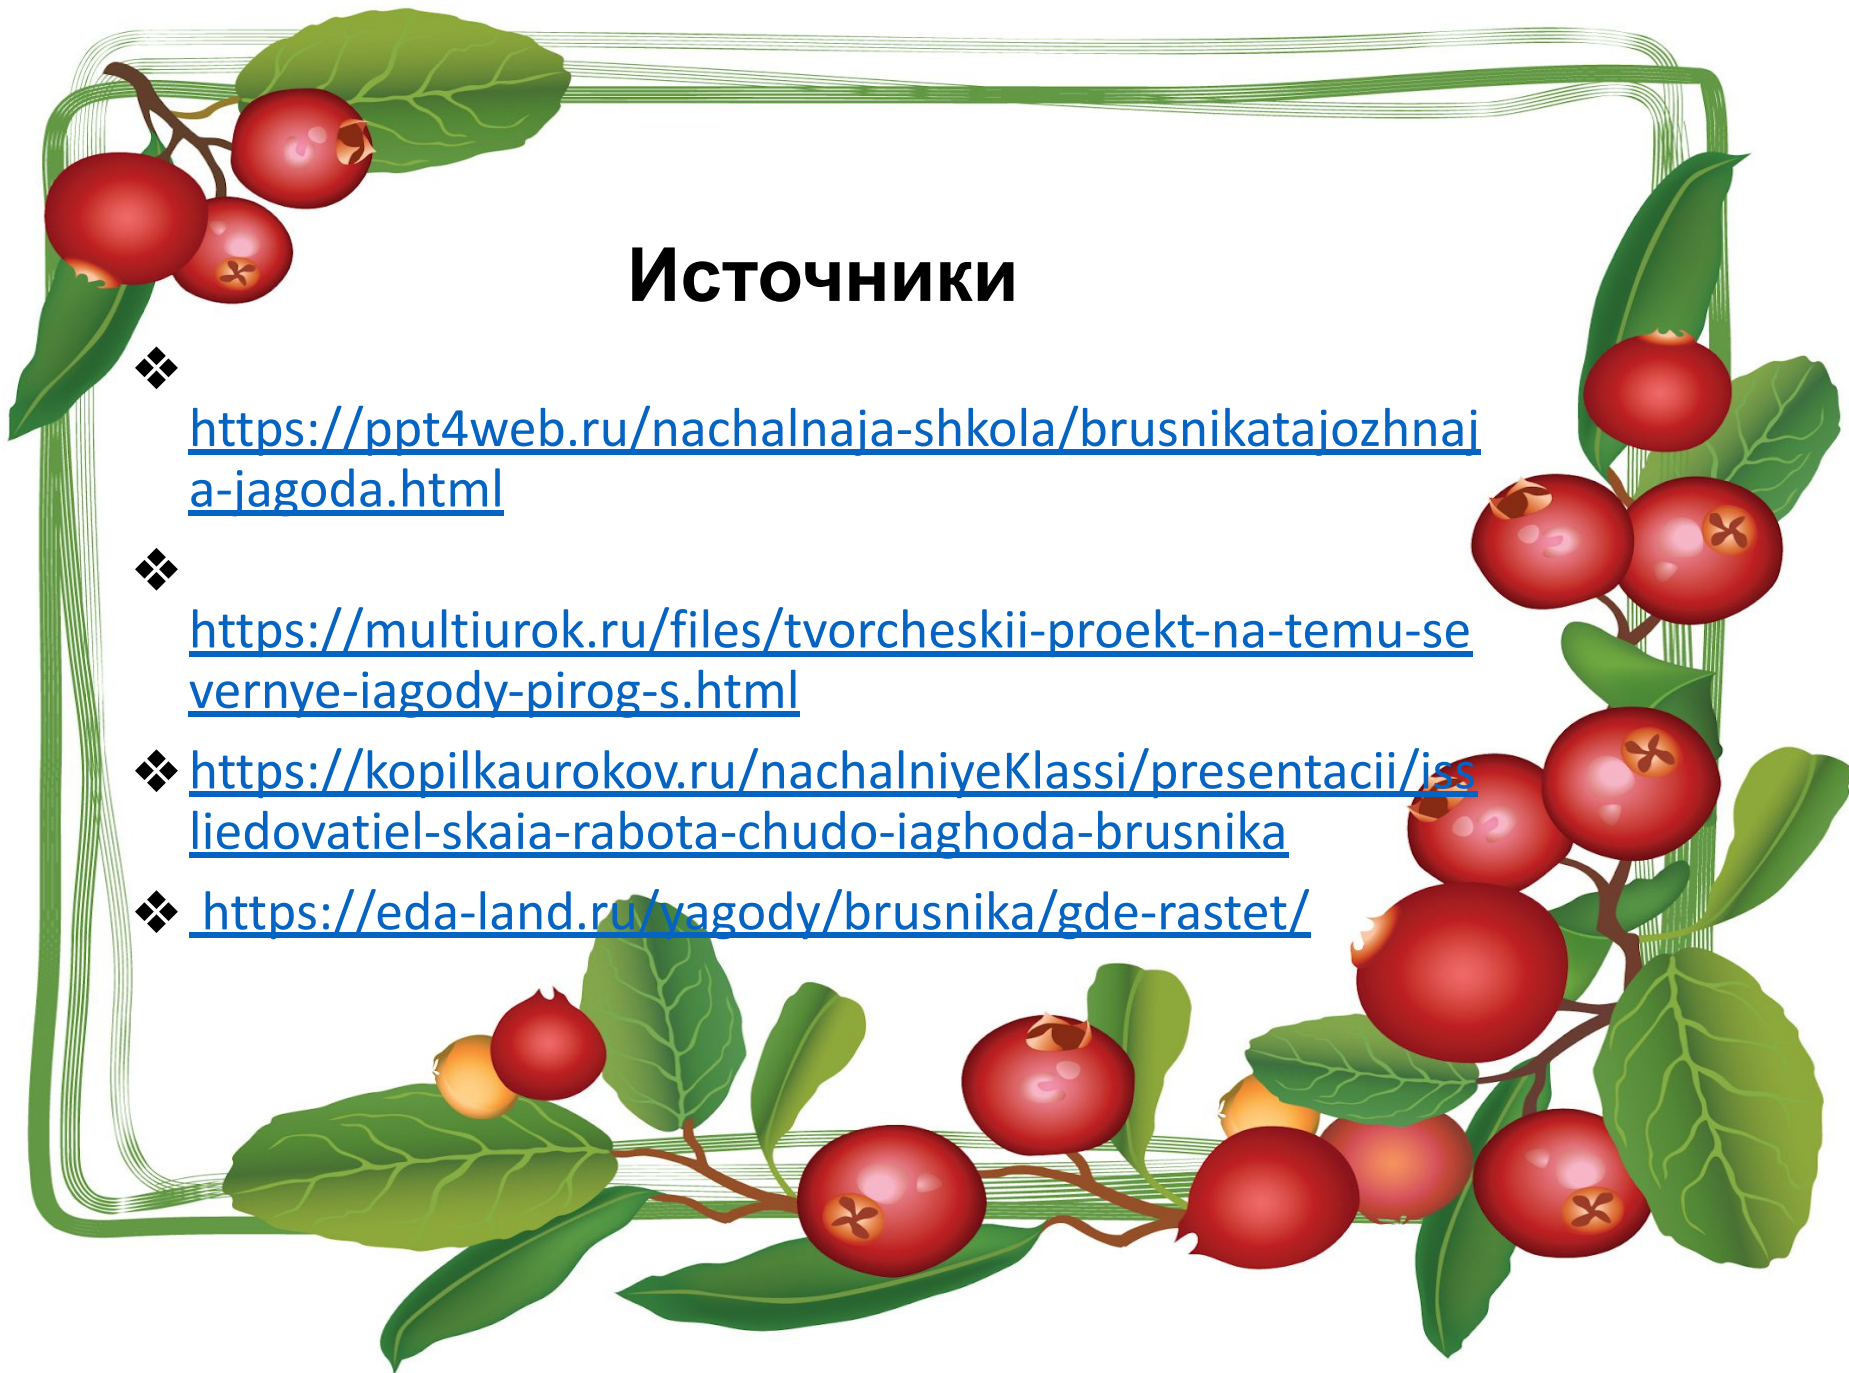 Источники
❖
https://ppt4web.ru/nachalnaja-shkola/brusnikatajozhnaj
a-jagoda.html
❖
https://multiurok.ru/files/tvorcheskii-proekt-na-temu-se
vernye-iagody-pirog-s.html
❖ https://kopilkaurokov.ru/nachalniyeKlassi/presentacii/iss
liedovatiel-skaia-rabota-chudo-iaghoda-brusnika
❖ https://eda-land.ru/yagody/brusnika/gde-rastet/